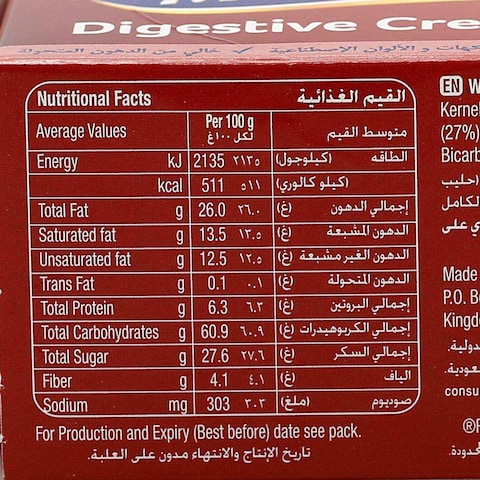 Digestive Cre
كهات و الألوان الإصطناعية ✓ خالي من الدهون المتحولة
Nutritional Facts القيم الغذائية
Average Values Per 100 g لكل ١٠٠غ متوسط القيم
Energy kJ 2135 ٢١٣٥ الطاقه (كيلوجول)
kcal 511 ٥١١ (كيلو كالوري)
Total Fat g 26.0 ٢٦.٠ إجمالي الدهون (غ)
Saturated fat g 13.5 ١٣.٥ الدهون المشبعة (غ)
Unsaturated fat g 12.5 ١٢.٥ الدهون الغير مشبعة (غ)
Trans Fat g 0.1 ٠.١ الدهون المتحولة (غ)
Total Protein g 6.3 ٦.٣ إجمالي البروتين (غ)
Total Carbohydrates g 60.9 ٦٠.٩ إجمالي الكربوهيدرات (غ)
Total Sugar g 27.6 ٢٧.٦ إجمالي السكر (غ)
Fiber g 4.1 ٤.١ الياف (غ)
Sodium mg 303 ٣٠٣ صوديوم (ملغ)
For Production and Expiry (Best before) date see pack.
تاريخ الإنتاج والانتهاء مدون على العلبة.
EN W
Kernel
(27%)
Bicarb
(حليب
لكامل
ي على
Made
P.O. B
Kingd
دولية.
عودية.
consu
®F
حدودة.